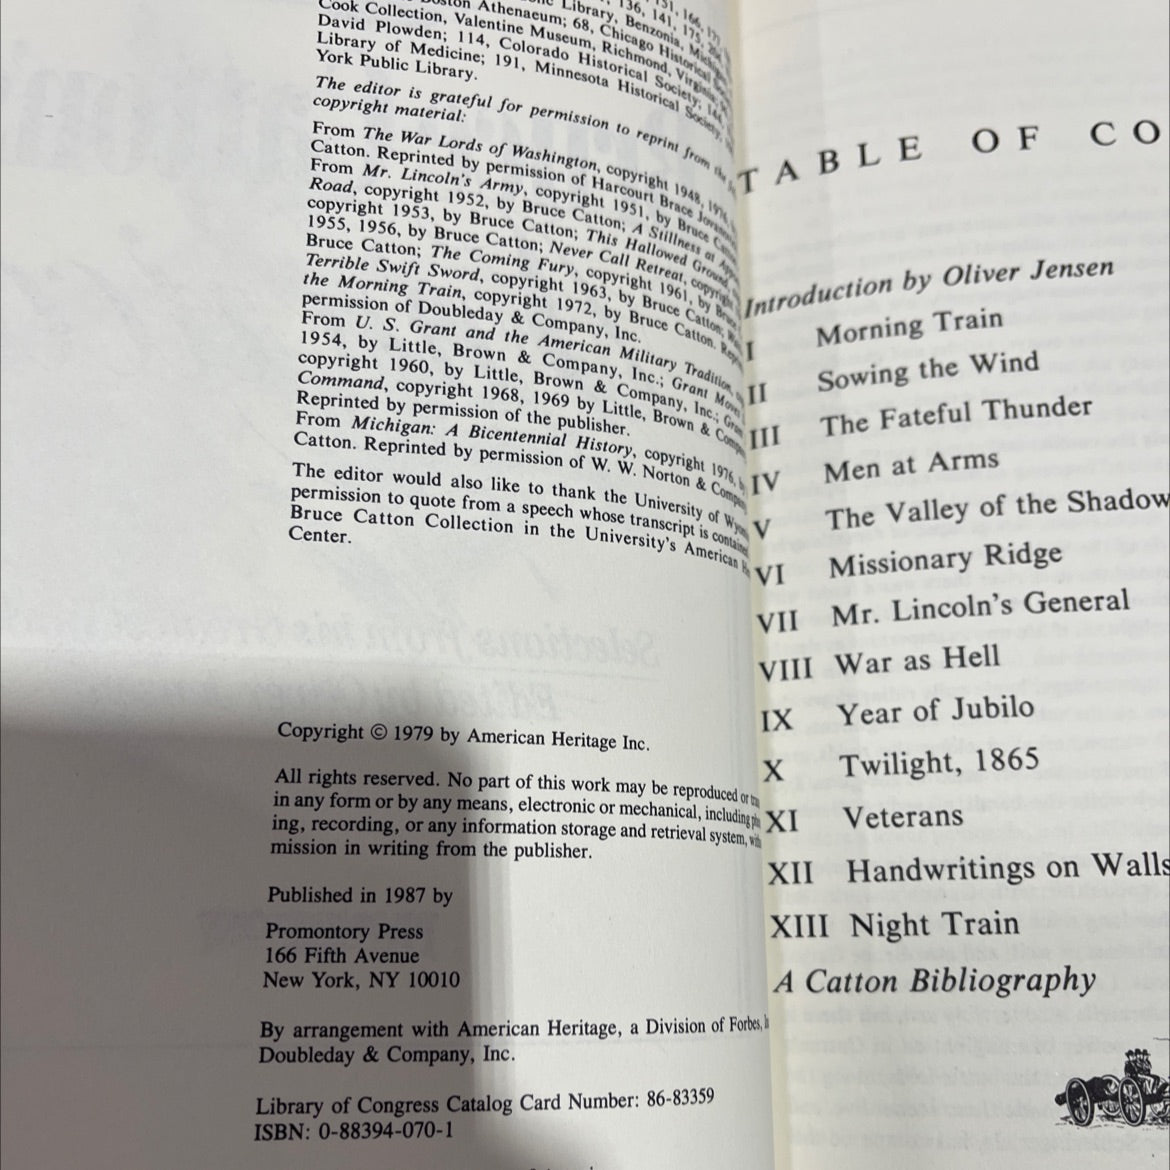 136, 141, 175,
Boston Athenaeum; 68, Chicago Historical
Cook Collection, Valentine Museum, Richmond, Virginia;
David Plowden; 114, Colorado Historical Society; 144,
Library of Medicine; 191, Minnesota Historical Society;
York Public Library.
The editor is grateful for permission to reprint from the
copyright material:
From The War Lords of Washington, copyright 1948, 1976,
Catton. Reprinted by permission of Harcourt Brace
From Mr. Lincoln's Army, copyright 1951, by Bruce
Road, copyright 1952, by Bruce Catton; A Stillness at
copyright 1953, by Bruce Catton; This Hallowed Ground,
1955, 1956, by Bruce Catton; Never Call Retreat,
Bruce Catton; The Coming Fury, copyright 1961, by
Terrible Swift Sword, copyright 1963, by Bruce Catton;
the Morning Train, copyright 1972, by Bruce Catton.
permission of Doubleday & Company, Inc.
From U. S. Grant and the American Military Tradition,
1954, by Little, Brown & Company, Inc.; Grant
copyright 1960, by Little, Brown & Company, Inc.;
Command, copyright 1968, 1969 by Little, Brown &
Reprinted by permission of the publisher.
From Michigan: A Bicentennial History, copyright 1976,
Catton. Reprinted by permission of W. W. Norton &
The editor would also like to thank the University of
permission to quote from a speech whose transcript is
Bruce Catton Collection in the University's American
Center.
Copyright © 1979 by American Heritage Inc.
All rights reserved. No part of this work may be reproduced or
in any form or by any means, electronic or mechanical, including
ing, recording, or any information storage and retrieval system,
mission in writing from the publisher.
Published in 1987 by
Promontory Press
166 Fifth Avenue
New York, NY 10010
By arrangement with American Heritage, a Division of Forbes,
Doubleday & Company, Inc.
Library of Congress Catalog Card Number: 86-83359
ISBN: 0-88394-070-1
TABLE OF CO
Introduction by Oliver Jensen
I Morning Train
II Sowing the Wind
III The Fateful Thunder
IV Men at Arms
V The Valley of the Shadow
VI Missionary Ridge
VII Mr. Lincoln's General
VIII War as Hell
IX Year of Jubilo
X Twilight, 1865
XI Veterans
XII Handwritings on Walls
XIII Night Train
A Catton Bibliography